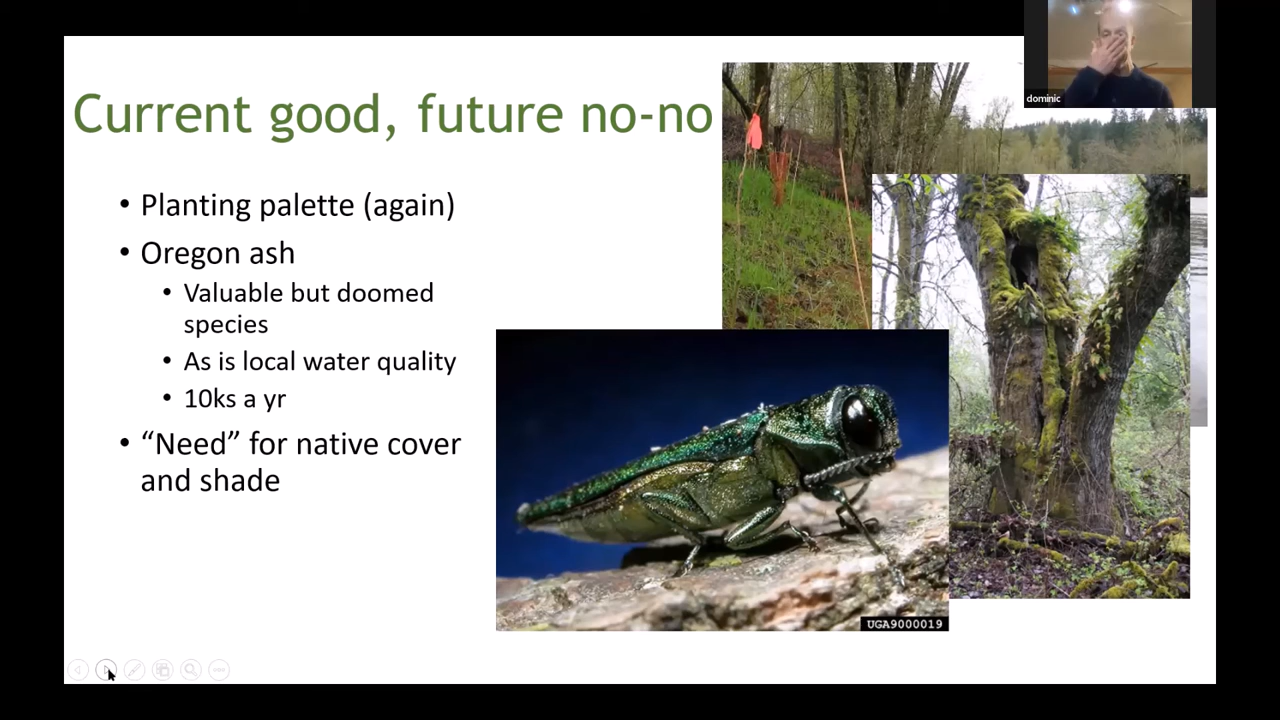 dominic
Current good, future no-no
• Planting palette (again)
• Oregon ash
• Valuable but doomed
species
• As is local water quality
• 10ks a yr
• “Need” for native cover
and shade
UGA9000019